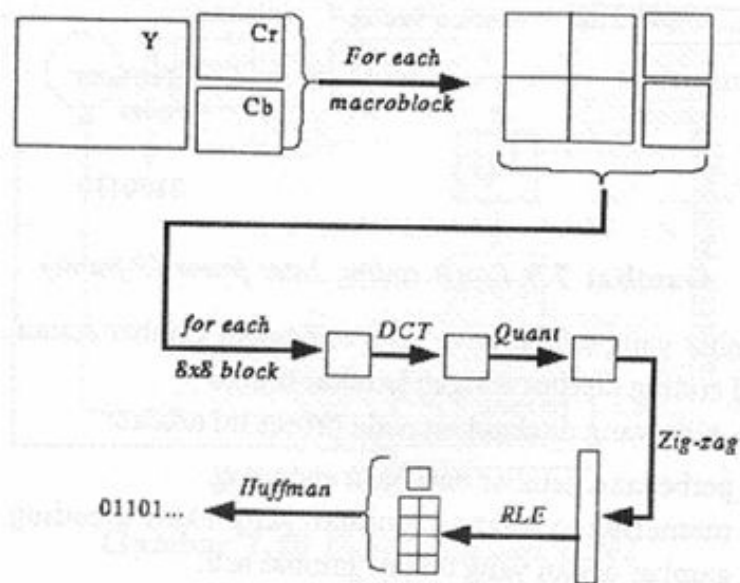 Y
Cr
Cb
For each
macroblock
for each
8x8 block
DCT
Quant
Zig-zag
RLE
Huffman
01101...